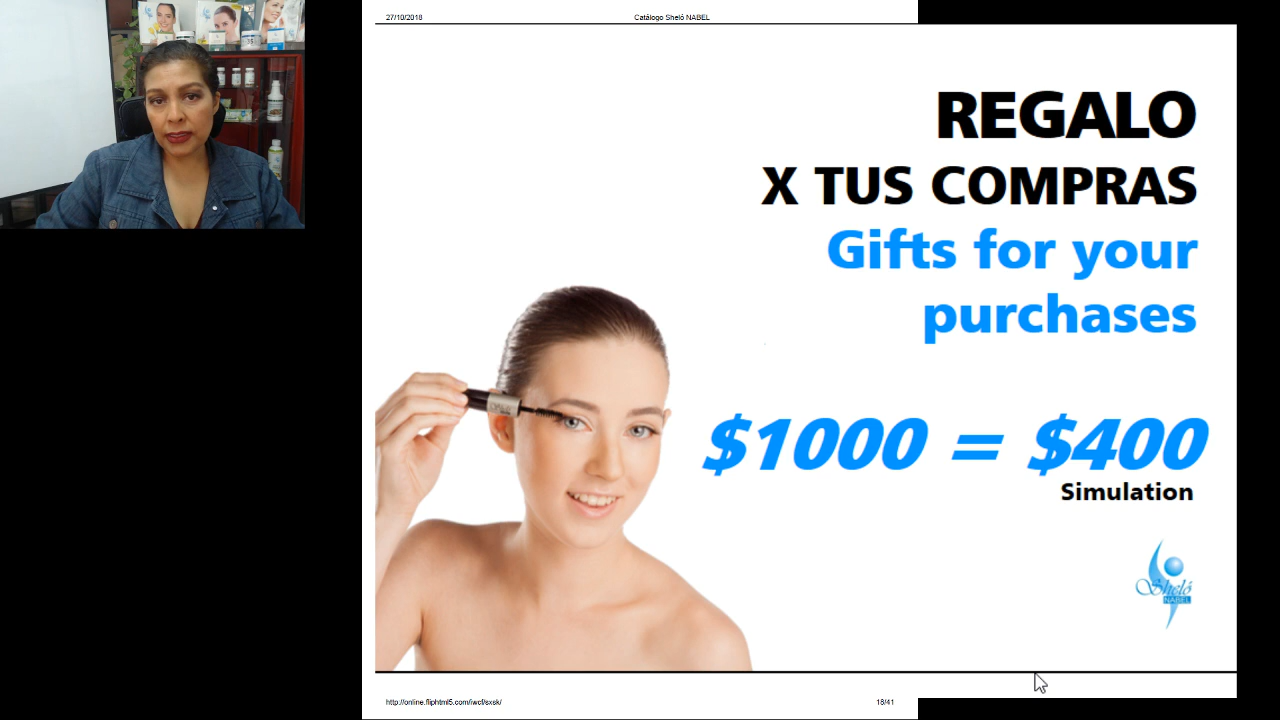 27/10/2018
Catálogo Sheló NABEL
REGALO
X TUS COMPRAS
Gifts for your
purchases
$1000 = $400
Simulation
Sheló
NABEL
http://online.fliphtml5.com/iwcf/sxsk/
18/41